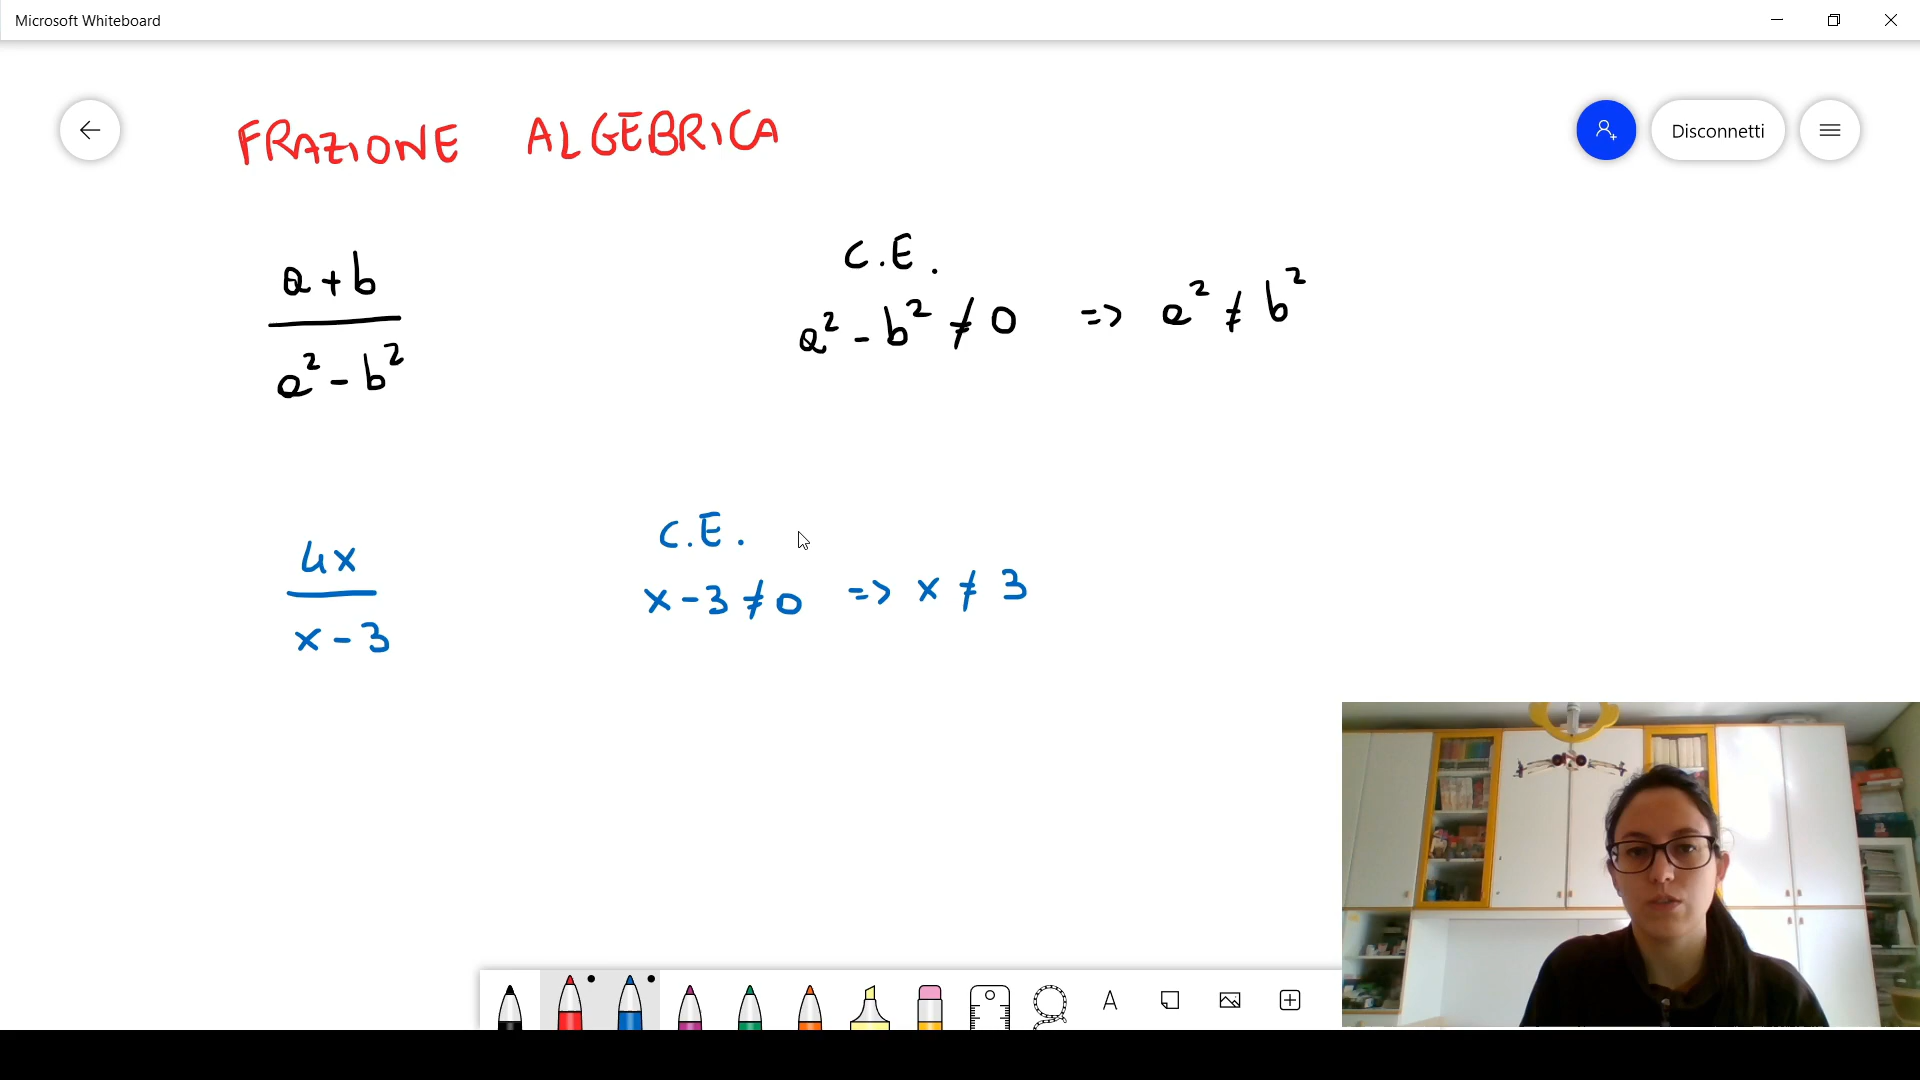 Microsoft Whiteboard
FRAZIONE ALGEBRICA
Disconnetti
a+b
a²-b²
C.E.
a²-b²≠0 => a²≠b²
4x
x-3
C.E.
x-3≠0 => x≠3